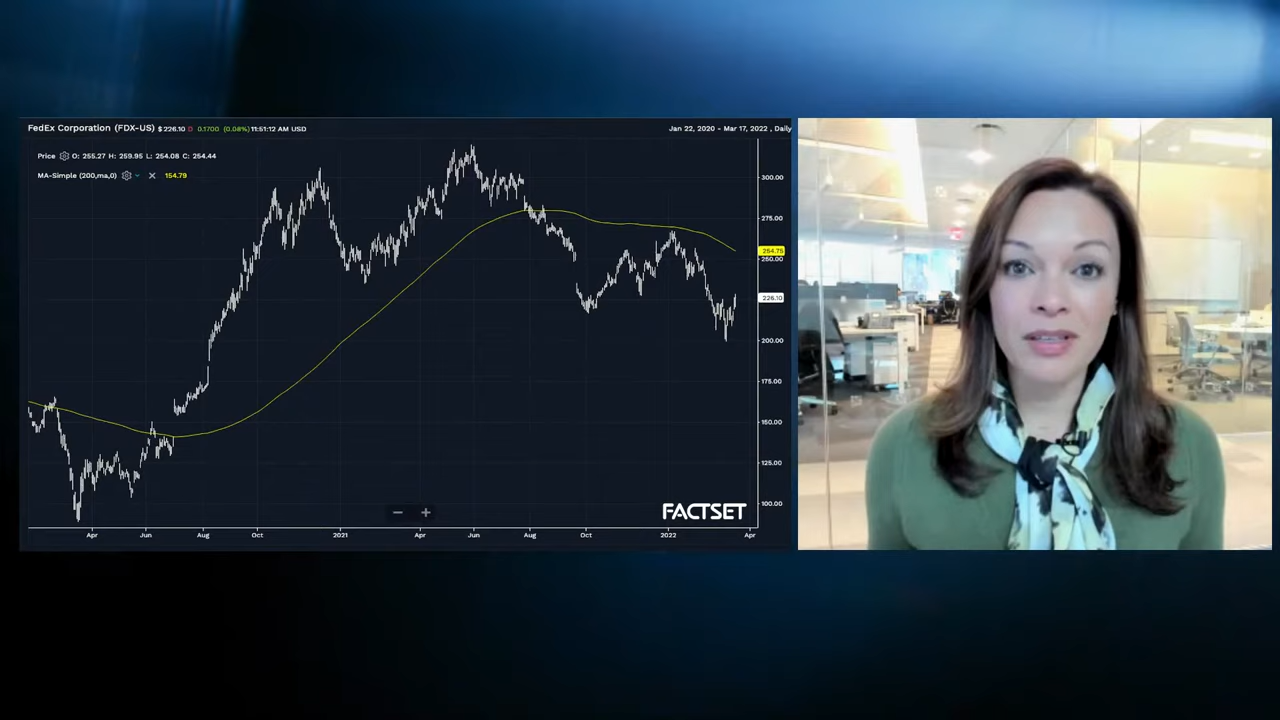 FedEx Corporation (FDX-US) $ 226.10 D 0.1700 (0.08%) 11:51:12 AM USD
Jan 22, 2020 - Mar 17, 2022 , Daily
Price O: 255.27 H: 259.95 L: 254.08 C: 254.44
MA-Simple (200,ma,0) 154.79
300.00
275.00
254.75
250.00
226.10
200.00
175.00
150.00
125.00
100.00
FACTSET
Apr Jun Aug Oct 2021 Apr Jun Aug Oct 2022 Apr